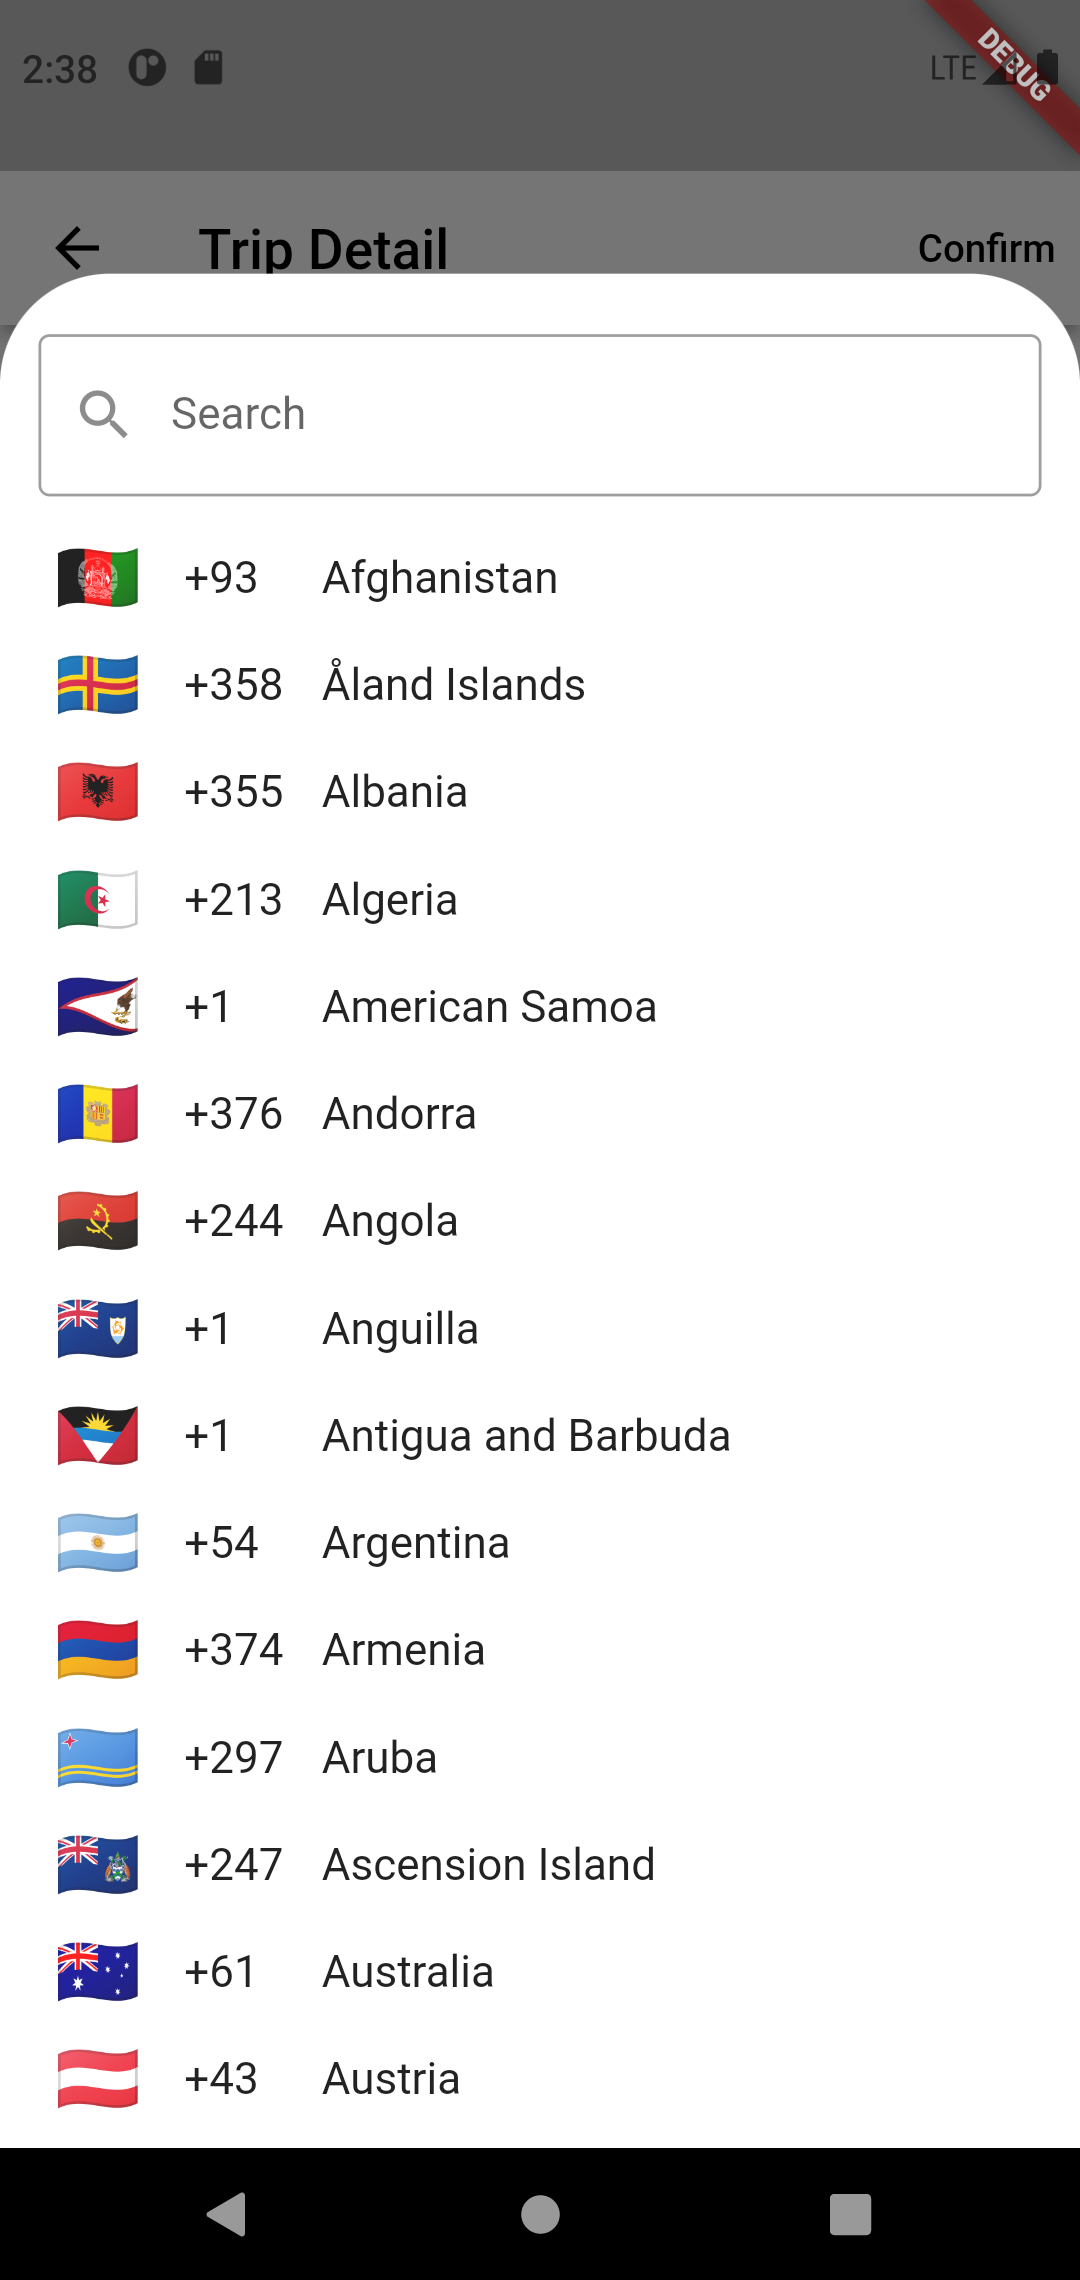 2:38
LTE
DEBUG
Trip Detail
Confirm
Search
+93 Afghanistan
+358 Åland Islands
+355 Albania
+213 Algeria
+1 American Samoa
+376 Andorra
+244 Angola
+1 Anguilla
+1 Antigua and Barbuda
+54 Argentina
+374 Armenia
+297 Aruba
+247 Ascension Island
+61 Australia
+43 Austria